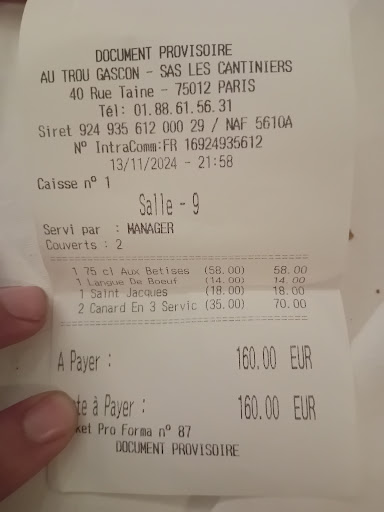 DOCUMENT PROVISOIRE
AU TROU GASCON - SAS LES CANTINIERS
40 Rue Taine - 75012 PARIS
Tél: 01.88.61.56.31
Siret 924 935 612 000 29 / NAF 5610A
N° IntraComm:FR 16924935612
13/11/2024 - 21:58
Caisse n° 1
Salle - 9
Servi par : MANAGER
Couverts : 2
1 75 cl Aux Betises (58.00) 58.00
1 Langue De Boeuf (14.00) 14.00
1 Saint Jacques (18.00) 18.00
2 Canard En 3 Servic (35.00) 70.00
A Payer : 160.00 EUR
te à Payer : 160.00 EUR
ket Pro Forma n° 87
DOCUMENT PROVISOIRE